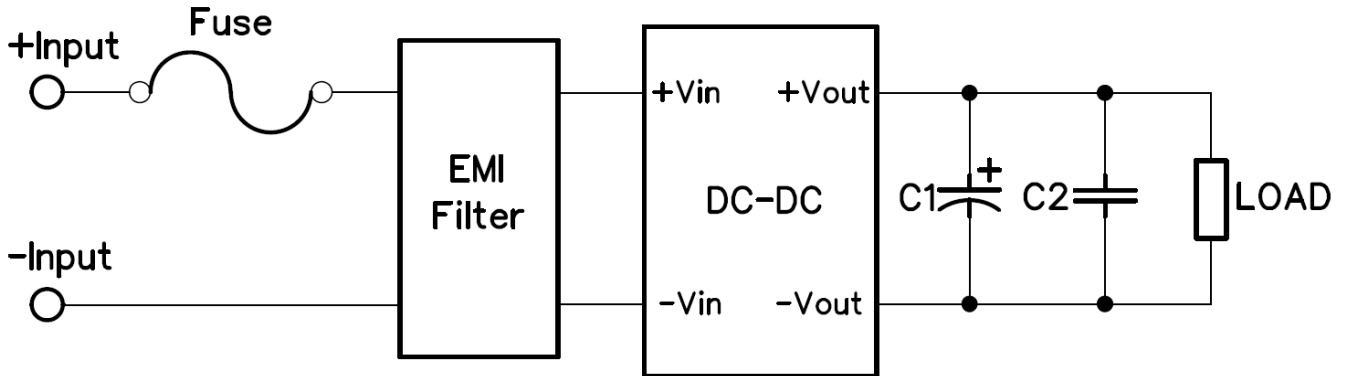 Fuse
+Input
-Input
EMI
Filter
+Vin
+Vout
DC-DC
-Vin
-Vout
C1
+
C2
LOAD